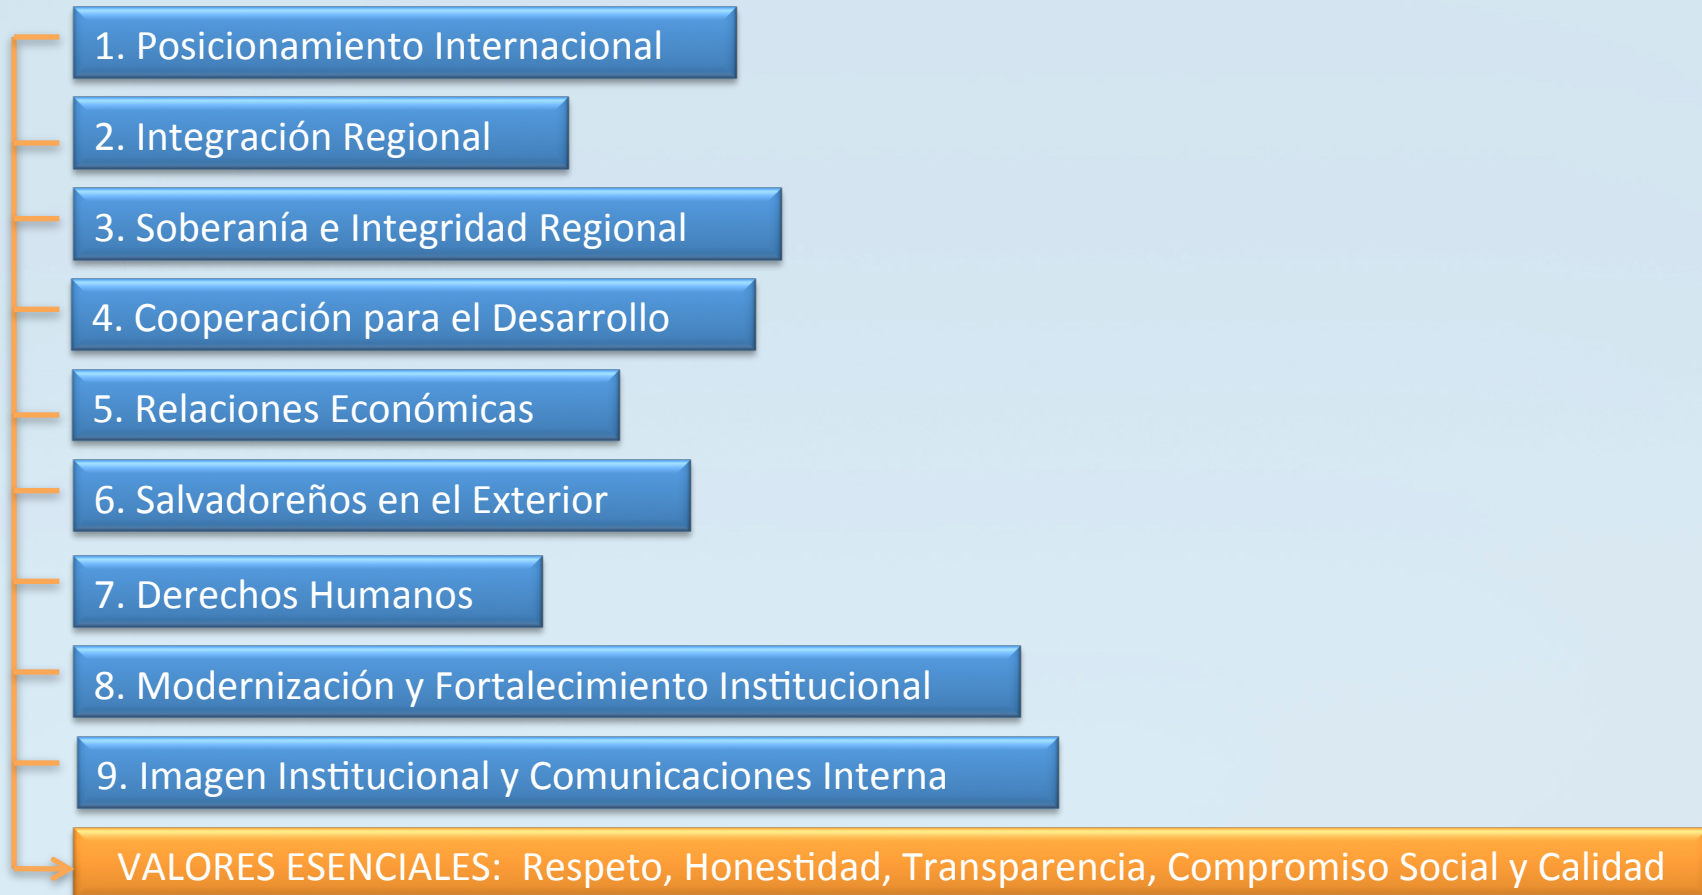 1. Posicionamiento Internacional
2. Integración Regional
3. Soberanía e Integridad Regional
4. Cooperación para el Desarrollo
5. Relaciones Económicas
6. Salvadoreños en el Exterior
7. Derechos Humanos
8. Modernización y Fortalecimiento Institucional
9. Imagen Institucional y Comunicaciones Interna
VALORES ESENCIALES: Respeto, Honestidad, Transparencia, Compromiso Social y Calidad